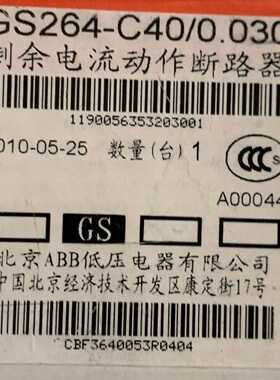 GS264-C40/0.030
剩余电流动作断路器
1190056353203001
010-05-25 数量(台) 1
CCC
A00044
GS
北京ABB低压电器有限公司
中国北京经济技术开发区康定街17号
CBF3640053R0404